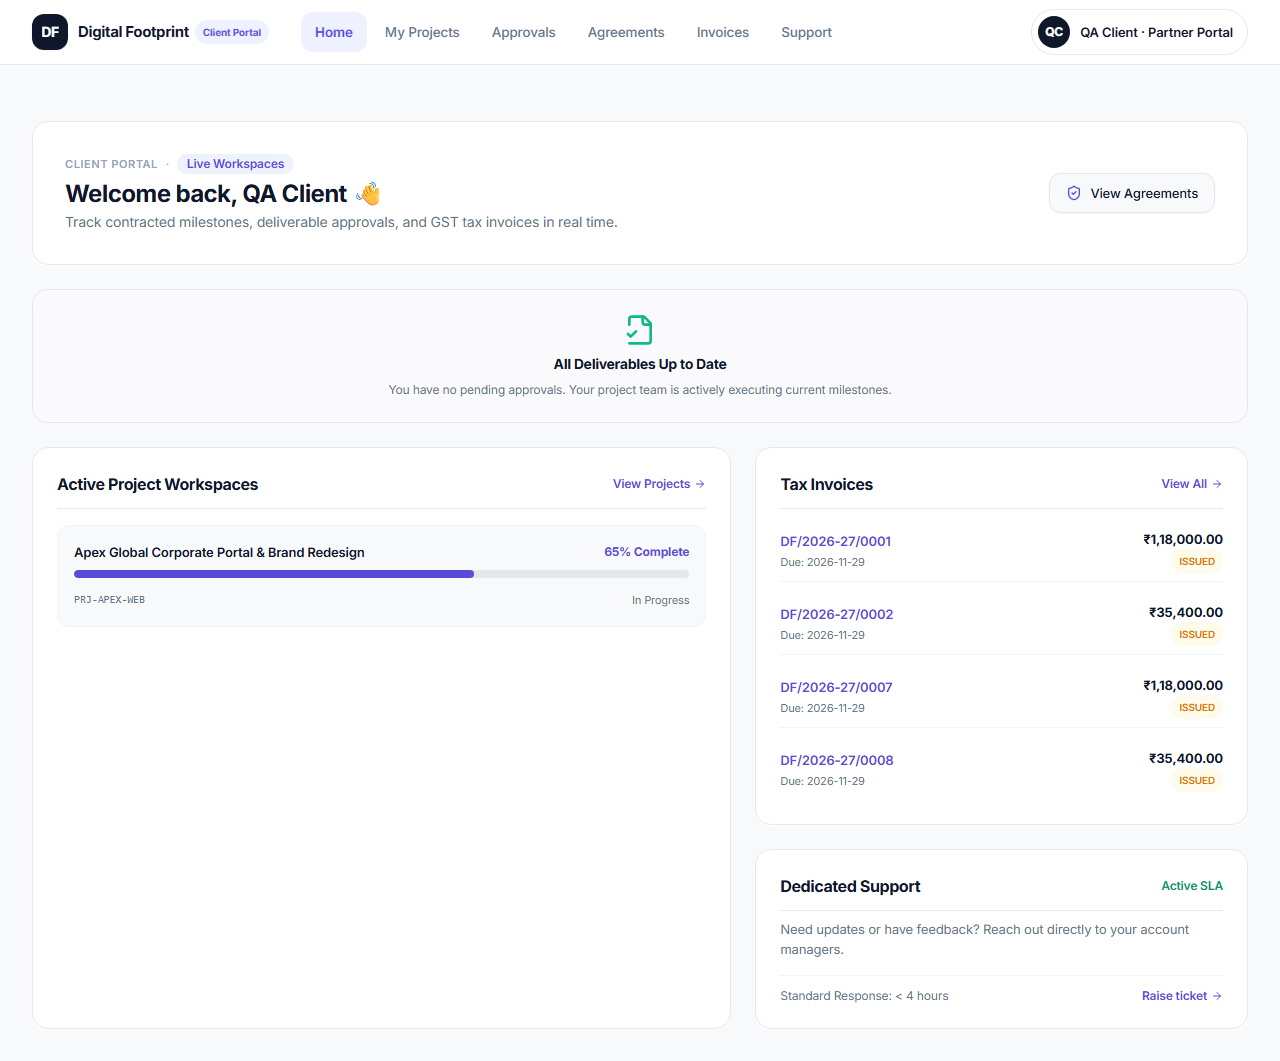 DF Digital Footprint Client Portal Home My Projects Approvals Agreements Invoices Support QC QA Client · Partner Portal
CLIENT PORTAL · Live Workspaces
Welcome back, QA Client 👋
Track contracted milestones, deliverable approvals, and GST tax invoices in real time.
View Agreements
All Deliverables Up to Date
You have no pending approvals. Your project team is actively executing current milestones.
Active Project Workspaces View Projects →
Apex Global Corporate Portal & Brand Redesign 65% Complete
PRJ-APEX-WEB In Progress
Tax Invoices View All →
DF/2026-27/0001 ₹1,18,000.00
Due: 2026-11-29 ISSUED
DF/2026-27/0002 ₹35,400.00
Due: 2026-11-29 ISSUED
DF/2026-27/0007 ₹1,18,000.00
Due: 2026-11-29 ISSUED
DF/2026-27/0008 ₹35,400.00
Due: 2026-11-29 ISSUED
Dedicated Support Active SLA
Need updates or have feedback? Reach out directly to your account
managers.
Standard Response: < 4 hours Raise ticket →